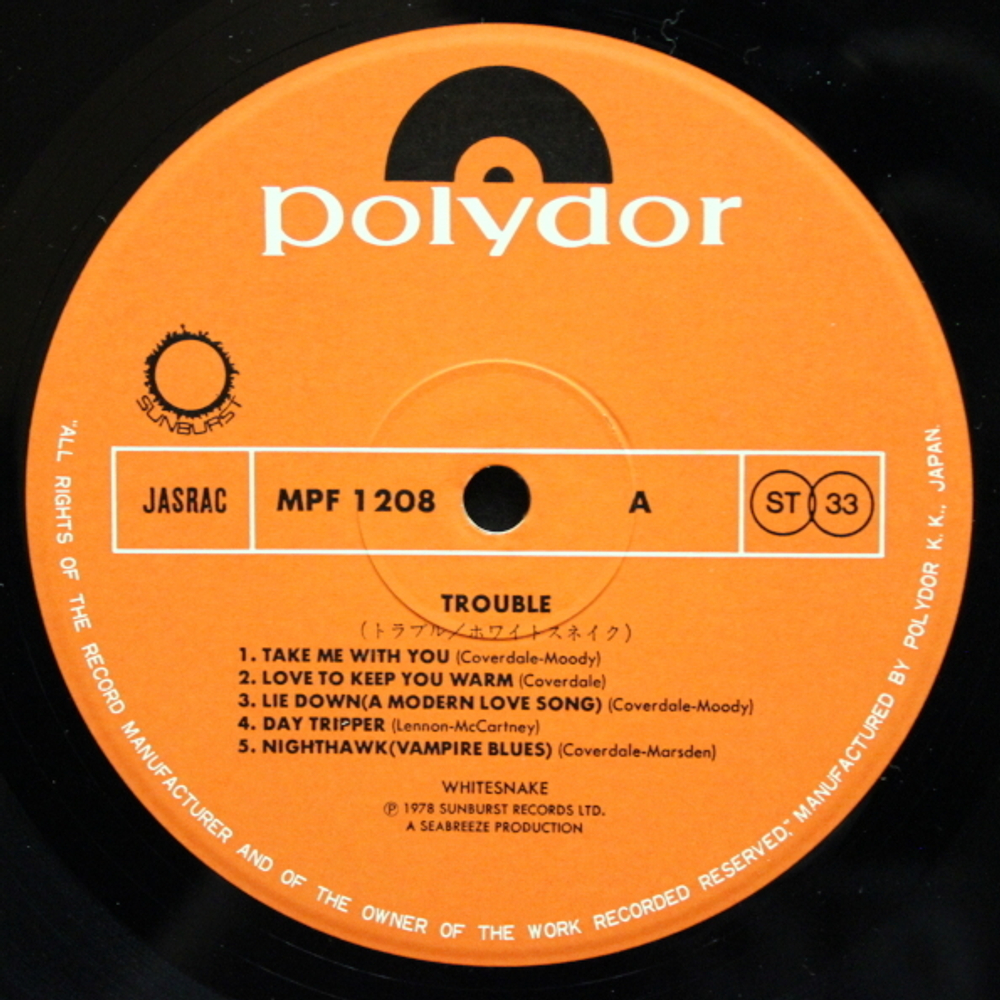 polydor
SUNBURST
JASRAC
MPF 1208
A
ST 33
TROUBLE
(トラブル/ホワイトスネイク)
1. TAKE ME WITH YOU (Coverdale-Moody)
2. LOVE TO KEEP YOU WARM (Coverdale)
3. LIE DOWN(A MODERN LOVE SONG) (Coverdale-Moody)
4. DAY TRIPPER (Lennon-McCartney)
5. NIGHTHAWK(VAMPIRE BLUES) (Coverdale-Marsden)
WHITESNAKE
℗ 1978 SUNBURST RECORDS LTD.
A SEABREEZE PRODUCTION
"ALL RIGHTS OF THE RECORD MANUFACTURER AND OF THE OWNER OF THE WORK RECORDED RESERVED," MANUFACTURED BY POLYDOR K. K., JAPAN.